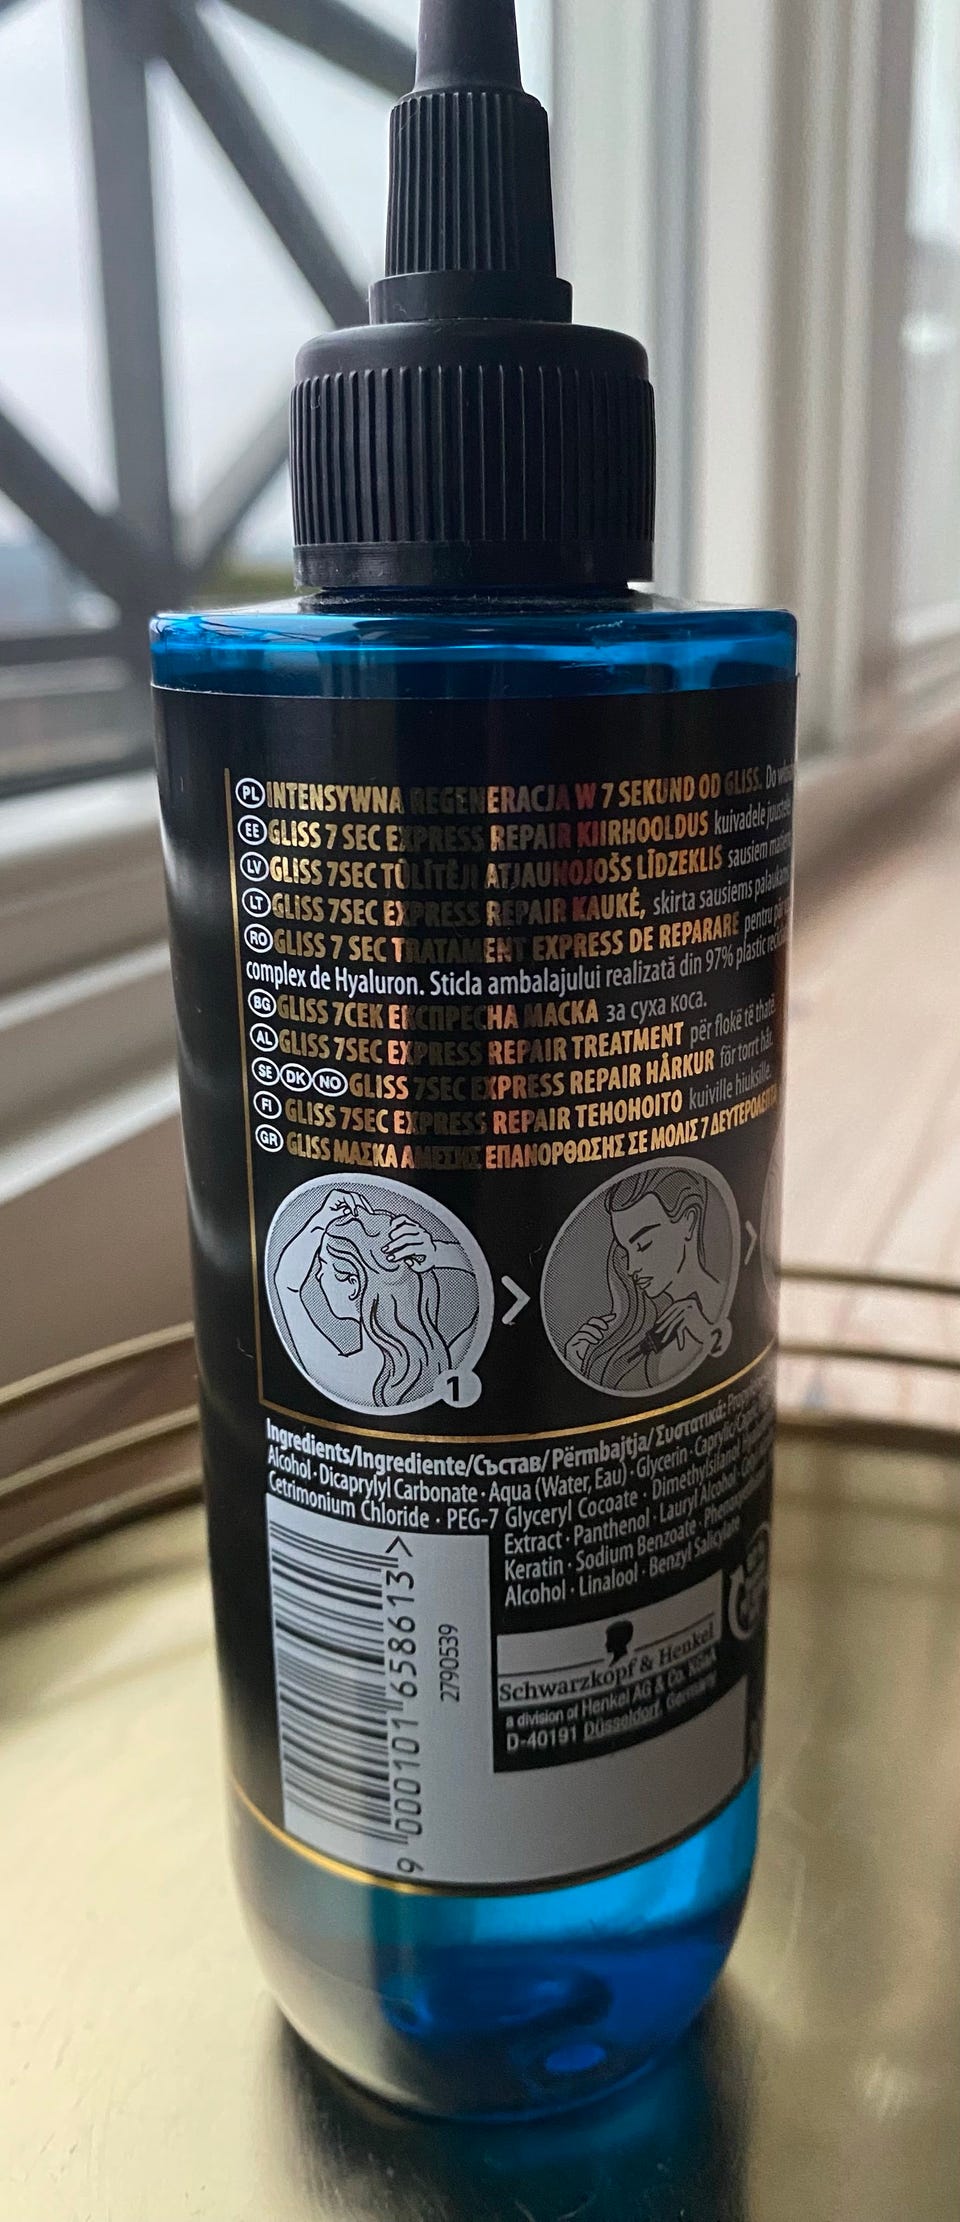 PL INTENSYWNA REGENERACJA W 7 SEKUND OD GLISS. Do
EE GLISS 7 SEC EXPRESS REPAIR KIIRHOOLDUS kuivadele
LV GLISS 7SEC TŪLĪTĒJI ATJAUNOJOŠS LĪDZEKLIS sausiem
LT GLISS 7SEC EXPRESS REPAIR KAUKĖ, skirta sausiems
RO GLISS 7 SEC TRATAMENT EXPRESS DE REPARARE pentru
complex de Hyaluron. Sticla ambalajului realizată din 97% plastic
BG GLISS 7СЕК ЕКСПРЕСНА МАСКА за суха коса.
AL GLISS 7SEC EXPRESS REPAIR TREATMENT për flokë të thatë.
SE DK NO GLISS 7SEC EXPRESS REPAIR HÅRKUR för torrt hår.
FI GLISS 7SEC EXPRESS REPAIR TEHOHOITO kuiville hiuksille.
GR GLISS ΜΑΣΚΑ ΑΜΕΣΗΣ ΕΠΑΝΟΡΘΩΣΗΣ ΣΕ ΜΟΛΙΣ 7 ΔΕΥΤΕΡΟΛΕΠΤΑ
1
2
Ingredients/Ingrediente/Състав/Përmbajtja/Συστατικά:
Alcohol · Dicaprylyl Carbonate · Aqua (Water, Eau) · Glycerin ·
Cetrimonium Chloride · PEG-7 Glyceryl Cocoate · Dimethylsilanol
Extract · Panthenol · Lauryl Alcohol ·
Keratin · Sodium Benzoate ·
Alcohol · Linalool · Benzyl Salicylate
Schwarzkopf & Henkel
a division of Henkel AG & Co. KGaA
D-40191 Düsseldorf, Germany
9 000101 658613 >
2790539